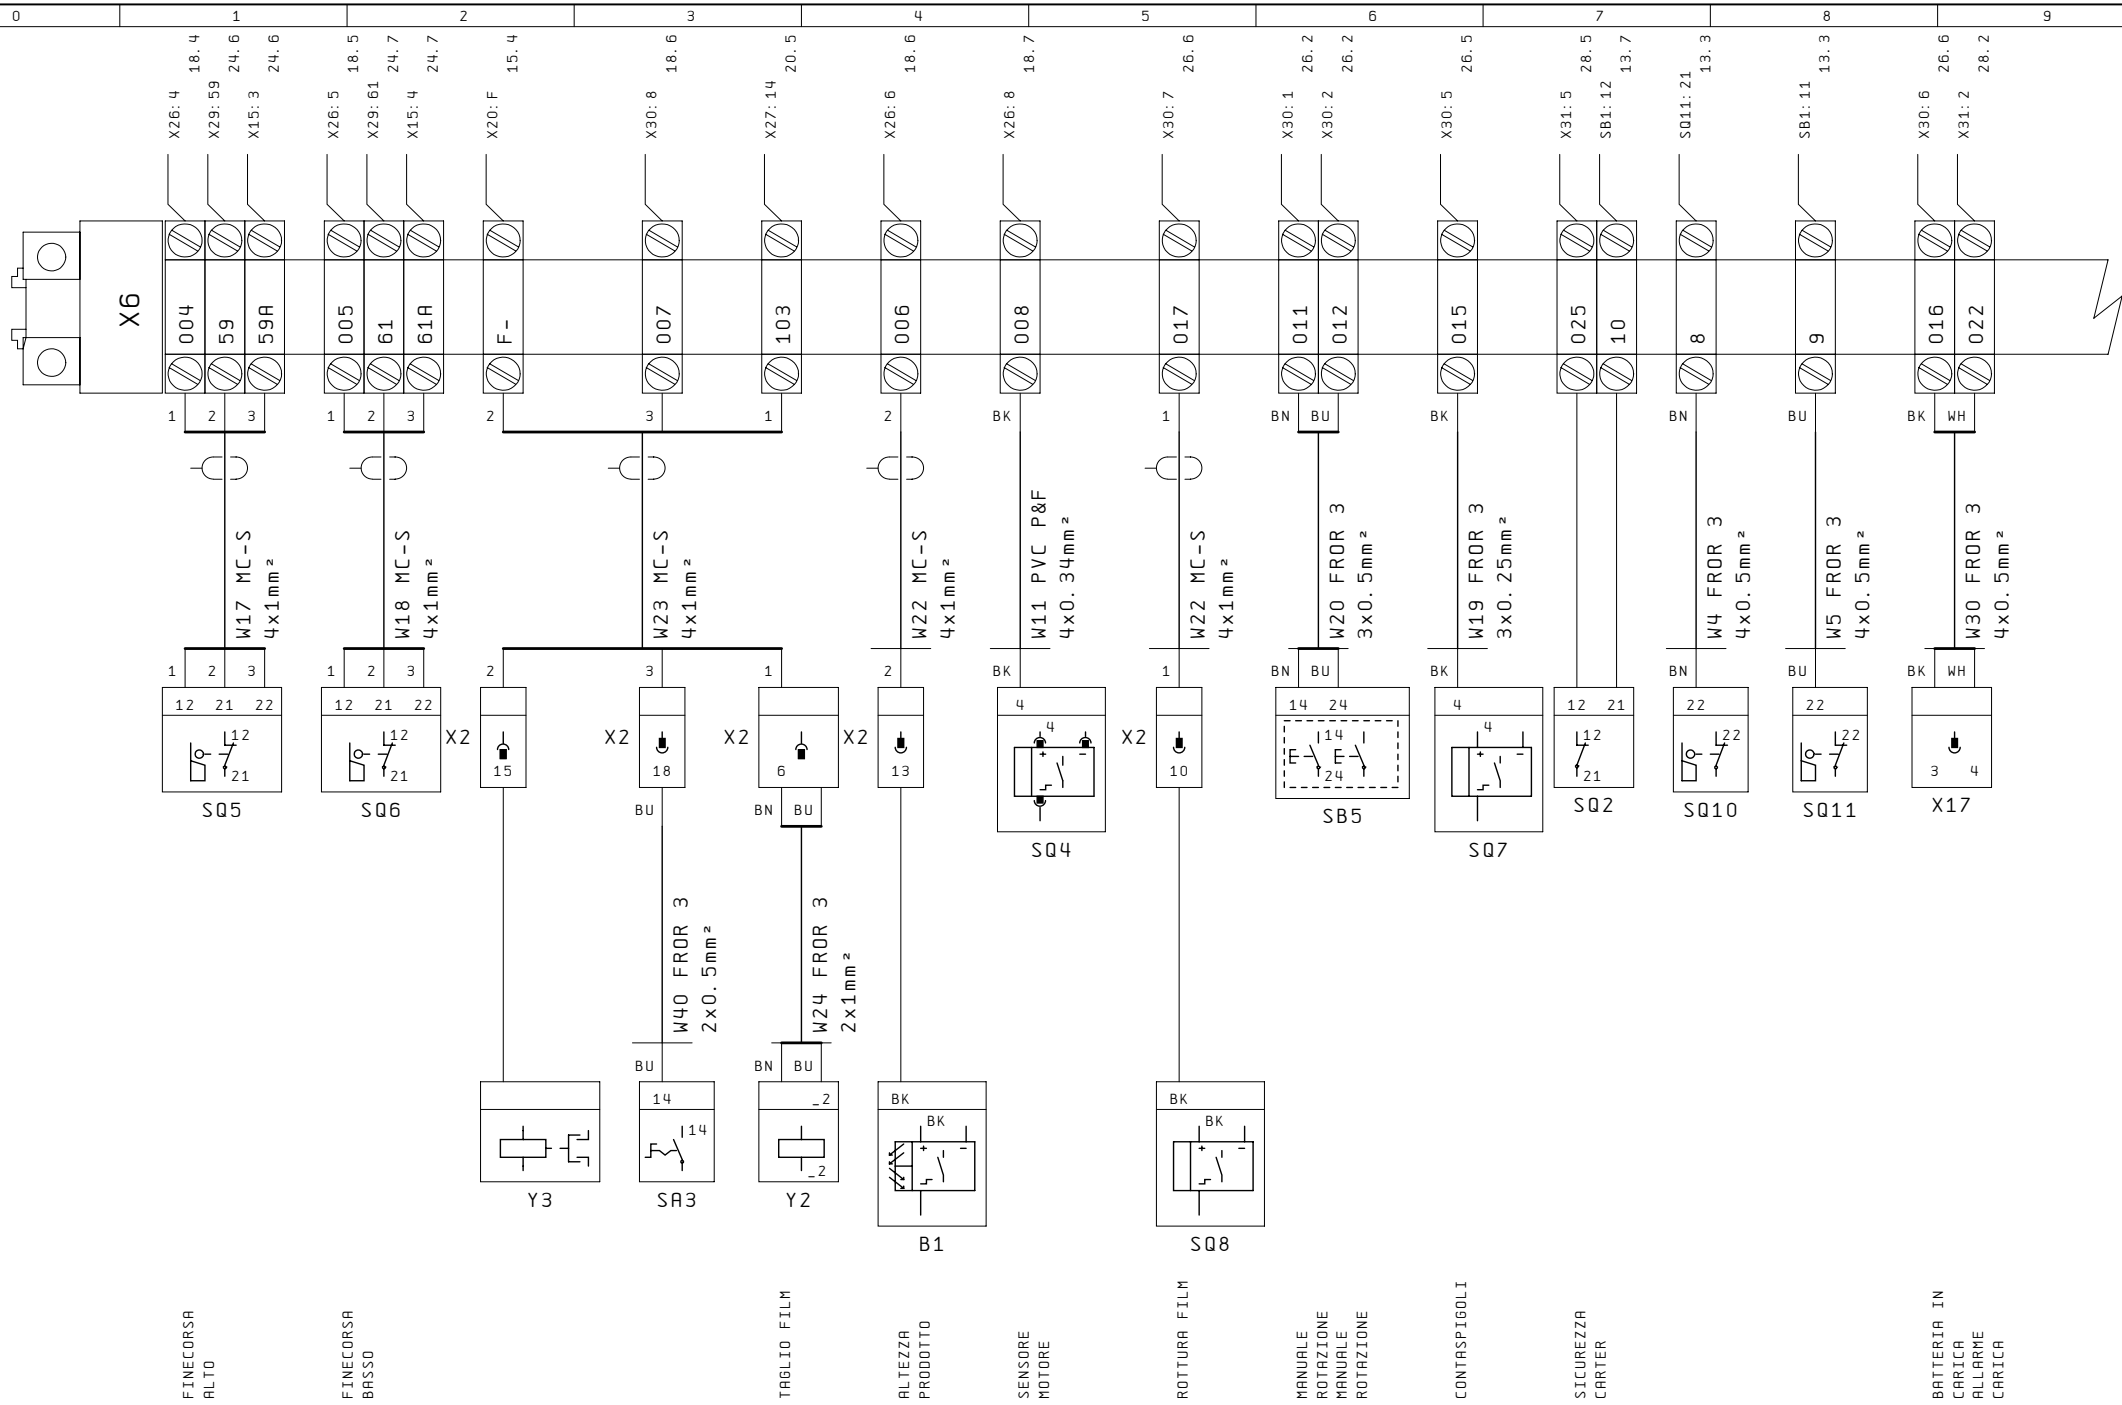 0 1 2 3 4 5 6 7 8 9
18.4 24.6 24.6 18.5 24.7 24.7 15.4 18.6 20.5 18.6 18.7 26.6 26.2 26.2 26.5 28.5 13.7 13.3 13.3 26.6 28.2
X26:4 X29:59 X15:3 X26:5 X29:61 X15:4 X20:F X30:8 X27:14 X26:6 X26:8 X30:7 X30:1 X30:2 X30:5 X31:5 SB1:12 SQ11:21 SB1:11 X30:6 X31:2
X6 004 59 59A 005 61 61A F- 007 103 006 008 017 011 012 015 025 10 8 9 016 022
1 2 3 1 2 3 2 3 1 2 BK 1 BN BU BK BN BU BK WH
W17 MC-S
4x1mm²
W18 MC-S
4x1mm²
W23 MC-S
4x1mm²
W22 MC-S
4x1mm²
W11 PVC P&F
4x0.34mm²
W22 MC-S
4x1mm²
W20 FROR 3
3x0.5mm²
W19 FROR 3
3x0.25mm²
W4 FROR 3
4x0.5mm²
W5 FROR 3
4x0.5mm²
W30 FROR 3
4x0.5mm²
1 2 3 1 2 3 2 3 1 2 BK 1 BN BU BK BN BU BK WH
12 21 22 12 21 22 4 14 24 4 12 21 22 22
12 12 4 14 4 12 22 22
X2 X2 X2 X2 X2
21 21 15 18 6 13 10 24 21 3 4
SQ5 SQ6 SQ4 SB5 SQ7 SQ2 SQ10 SQ11 X17
+ - + -
BU BN BU
W40 FROR 3
2x0.5mm²
W24 FROR 3
2x1mm²
BU BN BU
14 _2 BK BK
14 BK BK
+ - + -
_2
Y3 SA3 Y2 B1 SQ8
FINECORSA
ALTO
FINECORSA
BASSO
TAGLIO FILM
ALTEZZA
PRODOTTO
SENSORE
MOTORE
ROTTURA FILM
MANUALE
ROTAZIONE
MANUALE
ROTAZIONE
CONTASPIGOLI
SICUREZZA
CARTER
BATTERIA IN
CARICA
ALLARME
CARICA